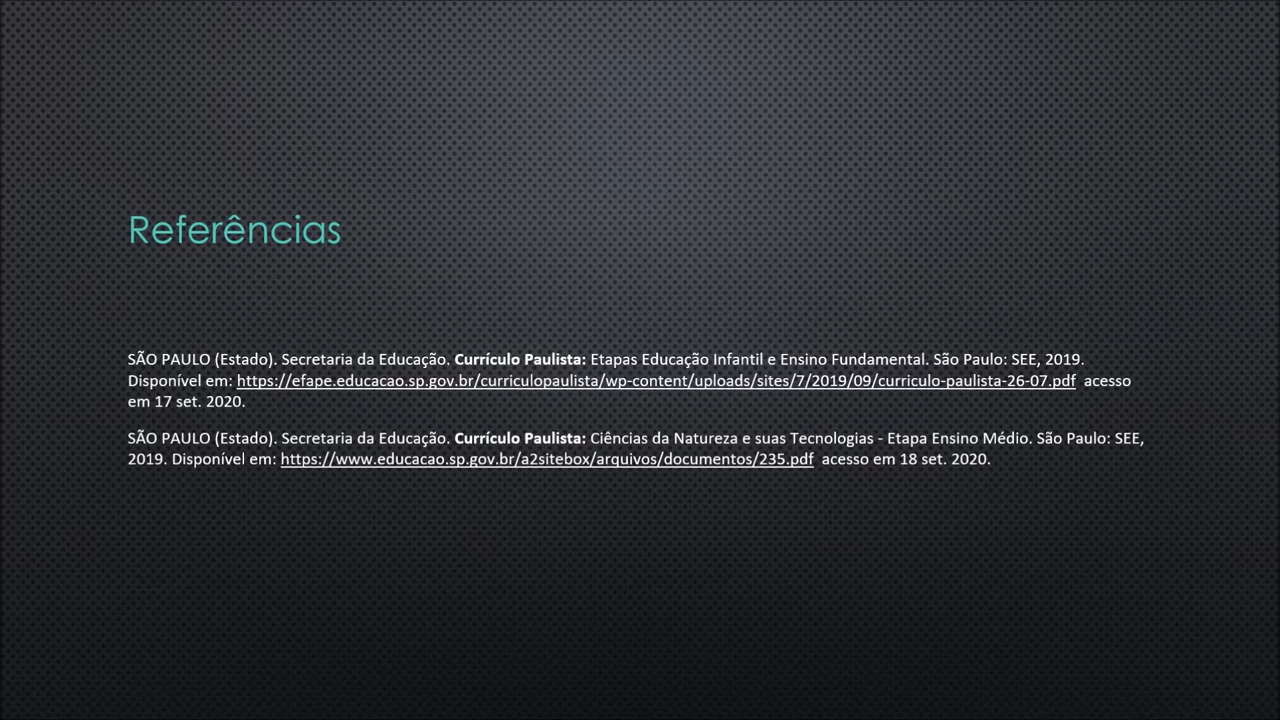 Referências
SÃO PAULO (Estado). Secretaria da Educação. Currículo Paulista: Etapas Educação Infantil e Ensino Fundamental. São Paulo: SEE, 2019.
Disponível em: https://efape.educacao.sp.gov.br/curriculopaulista/wp-content/uploads/sites/7/2019/09/curriculo-paulista-26-07.pdf acesso
em 17 set. 2020.
SÃO PAULO (Estado). Secretaria da Educação. Currículo Paulista: Ciências da Natureza e suas Tecnologias - Etapa Ensino Médio. São Paulo: SEE,
2019. Disponível em: https://www.educacao.sp.gov.br/a2sitebox/arquivos/documentos/235.pdf acesso em 18 set. 2020.